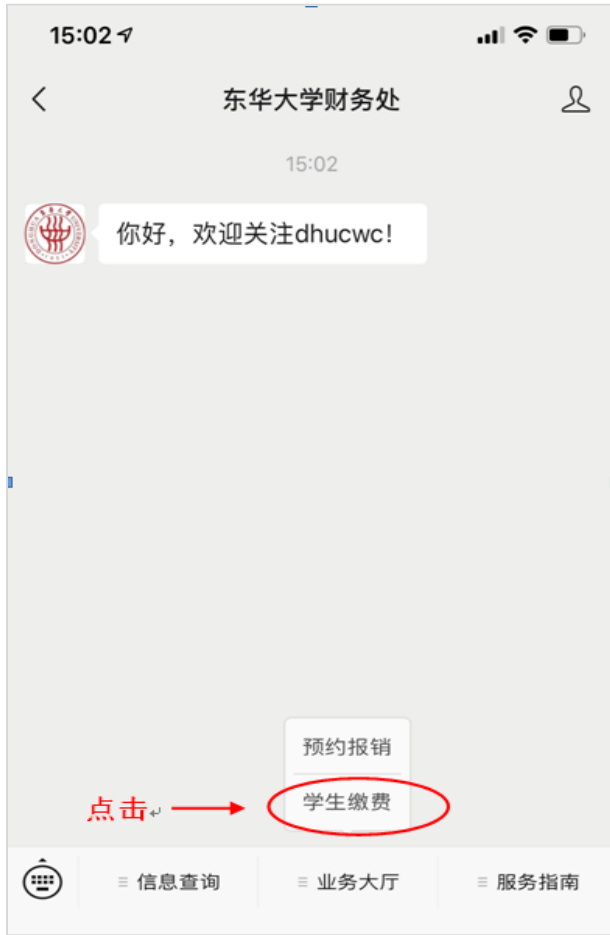 15:02
东华大学财务处
15:02
你好，欢迎关注dhucwc!
预约报销
学生缴费
点击
信息查询
业务大厅
服务指南